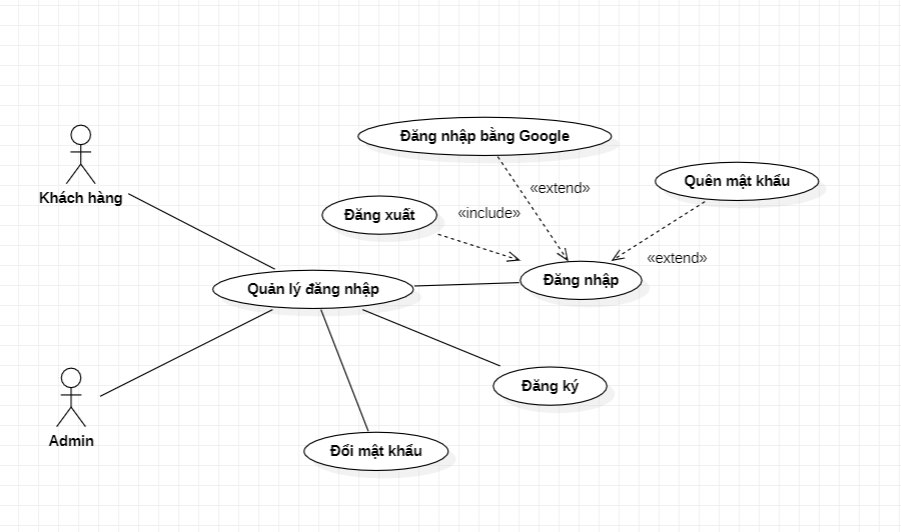 Đăng nhập bằng Google
Khách hàng
«extend»
Quên mật khẩu
Đăng xuất
«include»
«extend»
Quản lý đăng nhập
Đăng nhập
Đăng ký
Admin
Đổi mật khẩu